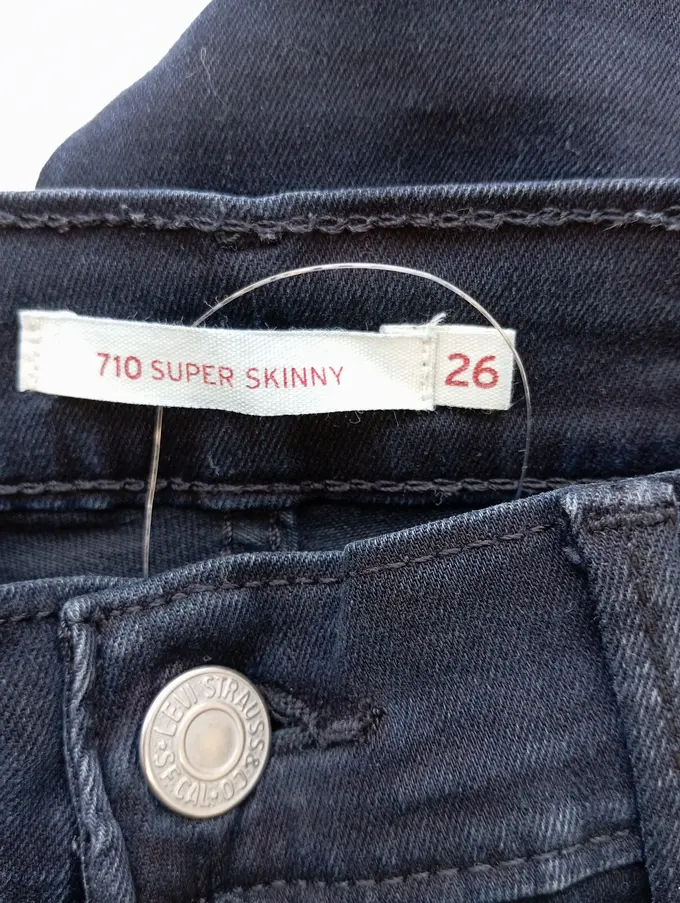 710 SUPER SKINNY 26
LEVI STRAUSS & CO
S.F. CAL